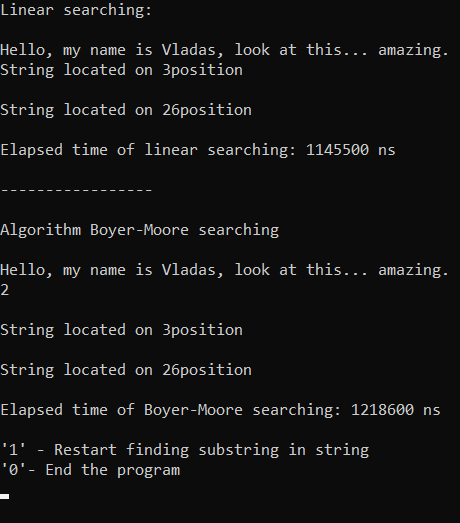 Linear searching:
Hello, my name is Vladas, look at this... amazing.
String located on 3position
String located on 26position
Elapsed time of linear searching: 1145500 ns
-----------------
Algorithm Boyer-Moore searching
Hello, my name is Vladas, look at this... amazing.
2
String located on 3position
String located on 26position
Elapsed time of Boyer-Moore searching: 1218600 ns
'1' - Restart finding substring in string
'0'- End the program